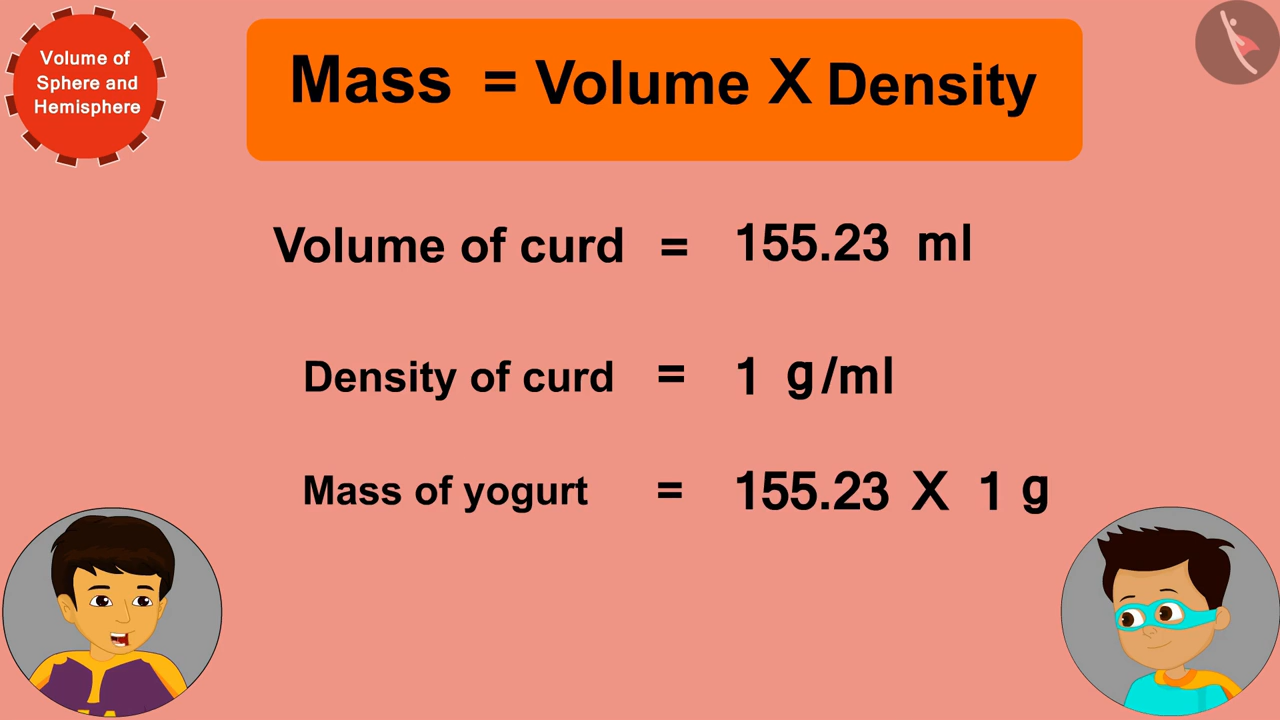 Volume of
Sphere and
Hemisphere
Mass = Volume X Density
Volume of curd = 155.23 ml
Density of curd = 1 g/ml
Mass of yogurt = 155.23 X 1 g